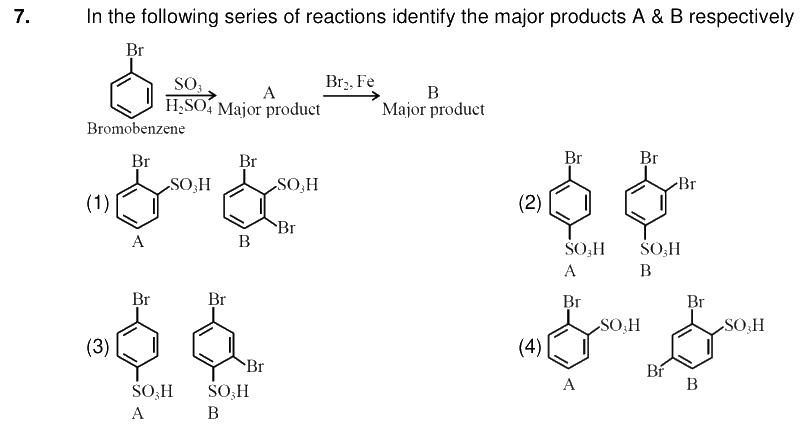 7. In the following series of reactions identify the major products A & B respectively
Br
SO₃ A Br₂, Fe B
H₂SO₄ Major product Major product
Bromobenzene
Br Br Br Br
(1) SO₃H SO₃H (2) Br
Br
A B SO₃H SO₃H
A B
Br Br Br Br
(3) (4) SO₃H SO₃H
Br Br
SO₃H SO₃H A B
A B